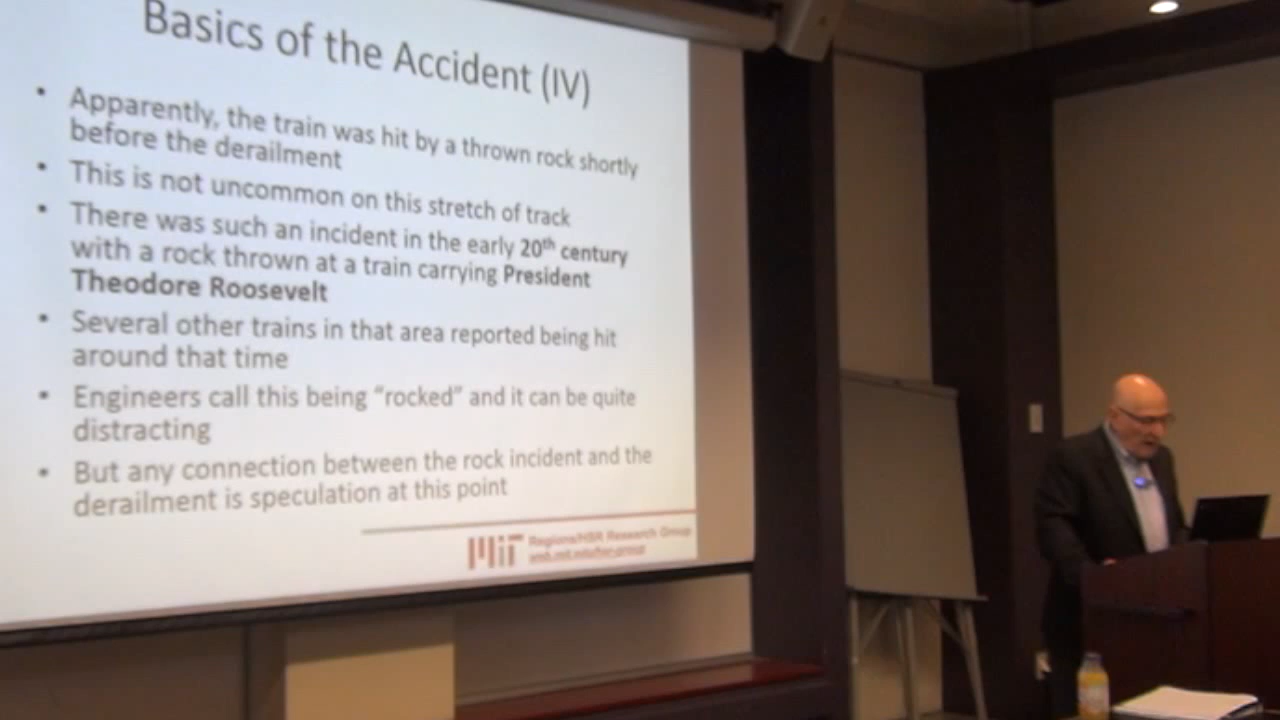 Basics of the Accident (IV)
• Apparently, the train was hit by a thrown rock shortly
before the derailment
• This is not uncommon on this stretch of track
• There was such an incident in the early 20th century
with a rock thrown at a train carrying President
Theodore Roosevelt
• Several other trains in that area reported being hit
around that time
• Engineers call this being “rocked” and it can be quite
distracting
• But any connection between the rock incident and the
derailment is speculation at this point
MIT Regions/HSR Research Group